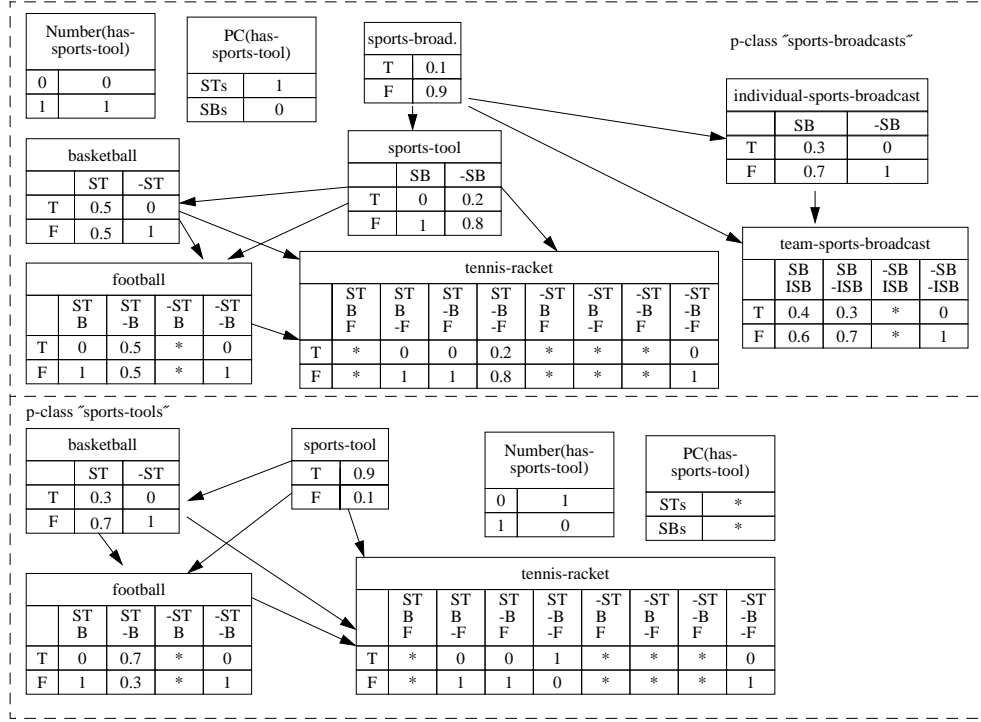 Number(has-
sports-tool)
0 0
1 1
PC(has-
sports-tool)
STs 1
SBs 0
sports-broad.
T 0.1
F 0.9
p-class ˝sports-broadcasts˝
individual-sports-broadcast
SB -SB
T 0.3 0
F 0.7 1
basketball
ST -ST
T 0.5 0
F 0.5 1
sports-tool
SB -SB
T 0 0.2
F 1 0.8
team-sports-broadcast
SB SB -SB -SB
ISB -ISB ISB -ISB
T 0.4 0.3 * 0
F 0.6 0.7 * 1
football
ST ST -ST -ST
B -B B -B
T 0 0.5 * 0
F 1 0.5 * 1
tennis-racket
ST ST ST ST -ST -ST -ST -ST
B B -B -B B B -B -B
F -F F -F F -F F -F
T * 0 0 0.2 * * * 0
F * 1 1 0.8 * * * 1
p-class ˝sports-tools˝
basketball
ST -ST
T 0.3 0
F 0.7 1
sports-tool
T 0.9
F 0.1
Number(has-
sports-tool)
0 1
1 0
PC(has-
sports-tool)
STs *
SBs *
football
ST ST -ST -ST
B -B B -B
T 0 0.7 * 0
F 1 0.3 * 1
tennis-racket
ST ST ST ST -ST -ST -ST -ST
B B -B -B B B -B -B
F -F F -F F -F F -F
T * 0 0 1 * * * 0
F * 1 1 0 * * * 1